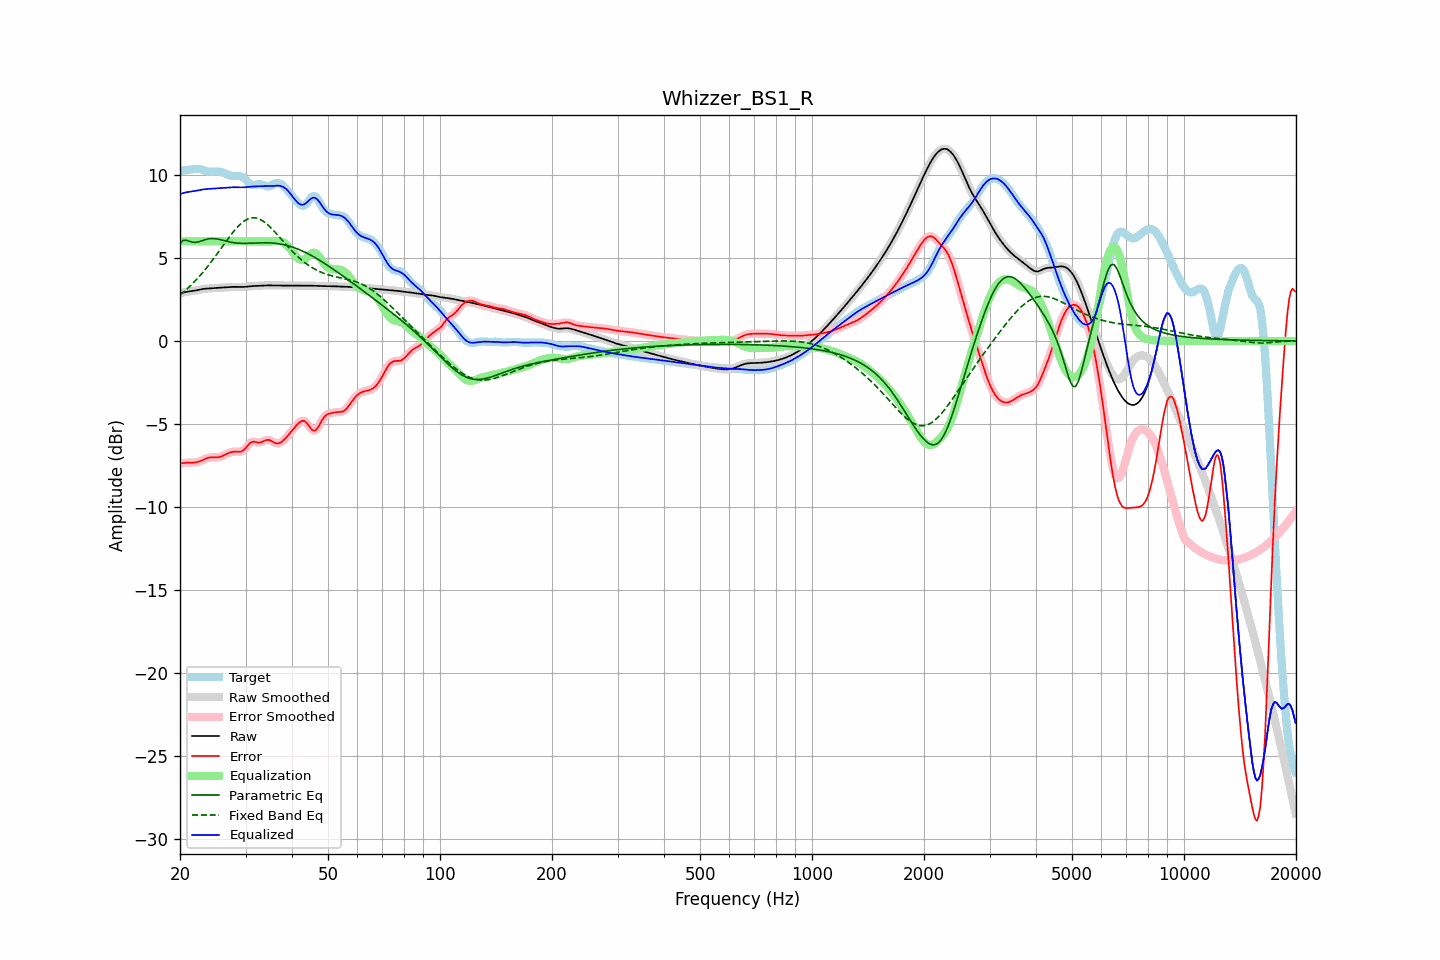 Whizzer_BS1_R
Amplitude (dBr)
10
5
0
−5
−10
−15
−20
−25
−30
Target
Raw Smoothed
Error Smoothed
Raw
Error
Equalization
Parametric Eq
Fixed Band Eq
Equalized
20 50 100 200 500 1000 2000 5000 10000 20000
Frequency (Hz)